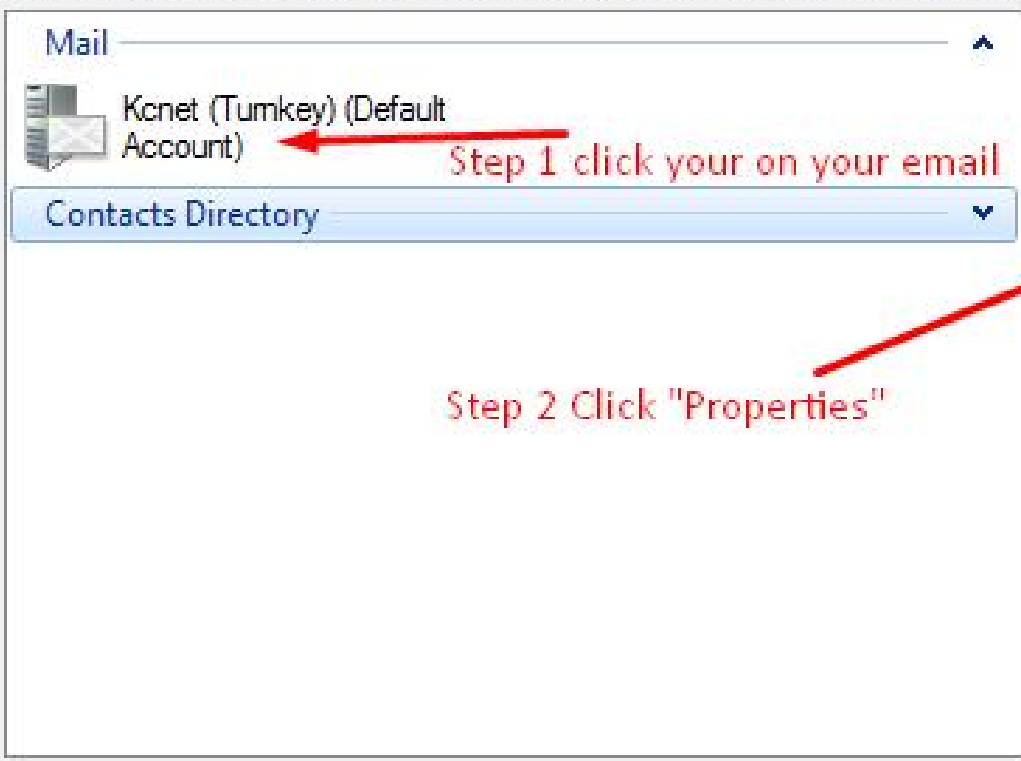 Mail
Kcnet (Turnkey) (Default
Account)
Step 1 click your on your email
Contacts Directory
Step 2 Click "Properties"